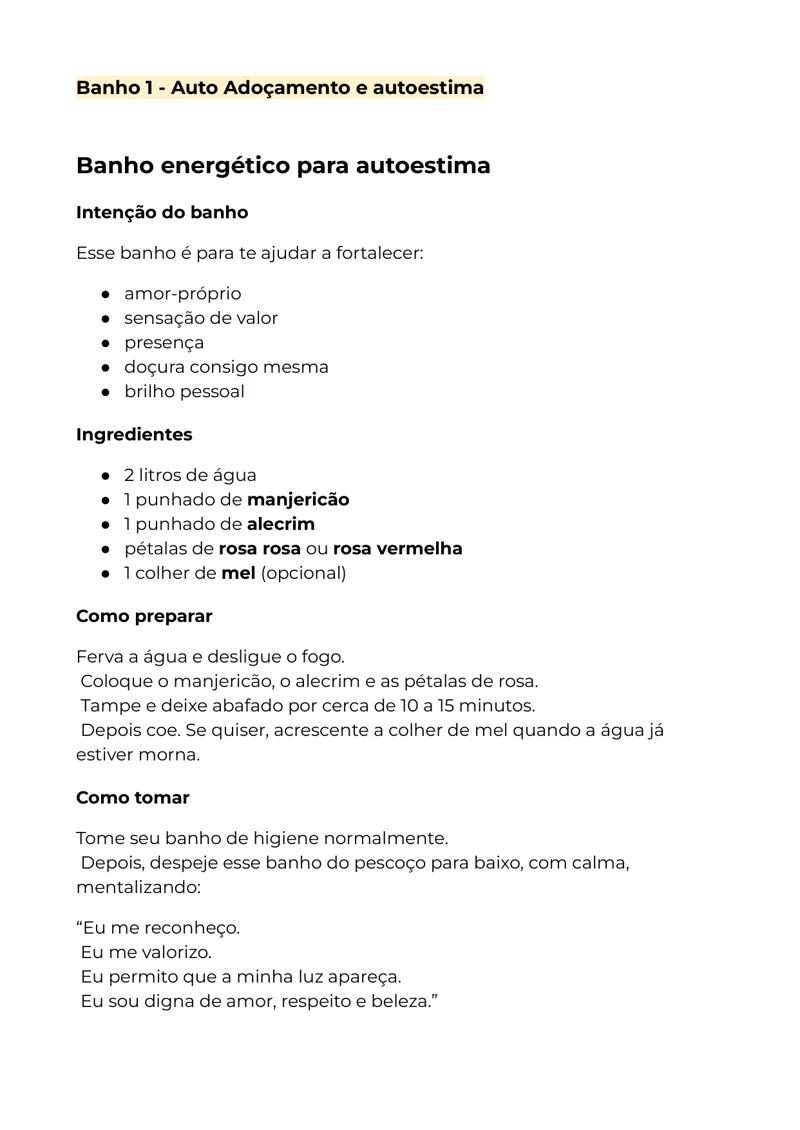 Banho 1 - Auto Adoçamento e autoestima
Banho energético para autoestima
Intenção do banho
Esse banho é para te ajudar a fortalecer:
● amor-próprio
● sensação de valor
● presença
● doçura consigo mesma
● brilho pessoal
Ingredientes
● 2 litros de água
● 1 punhado de manjericão
● 1 punhado de alecrim
● pétalas de rosa rosa ou rosa vermelha
● 1 colher de mel (opcional)
Como preparar
Ferva a água e desligue o fogo.
Coloque o manjericão, o alecrim e as pétalas de rosa.
Tampe e deixe abafado por cerca de 10 a 15 minutos.
Depois coe. Se quiser, acrescente a colher de mel quando a água já
estiver morna.
Como tomar
Tome seu banho de higiene normalmente.
Depois, despeje esse banho do pescoço para baixo, com calma,
mentalizando:
“Eu me reconheço.
Eu me valorizo.
Eu permito que a minha luz apareça.
Eu sou digna de amor, respeito e beleza.”